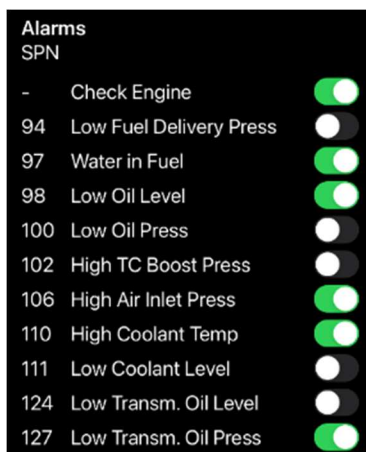 Alarms
SPN
- Check Engine
94 Low Fuel Delivery Press
97 Water in Fuel
98 Low Oil Level
100 Low Oil Press
102 High TC Boost Press
106 High Air Inlet Press
110 High Coolant Temp
111 Low Coolant Level
124 Low Transm. Oil Level
127 Low Transm. Oil Press